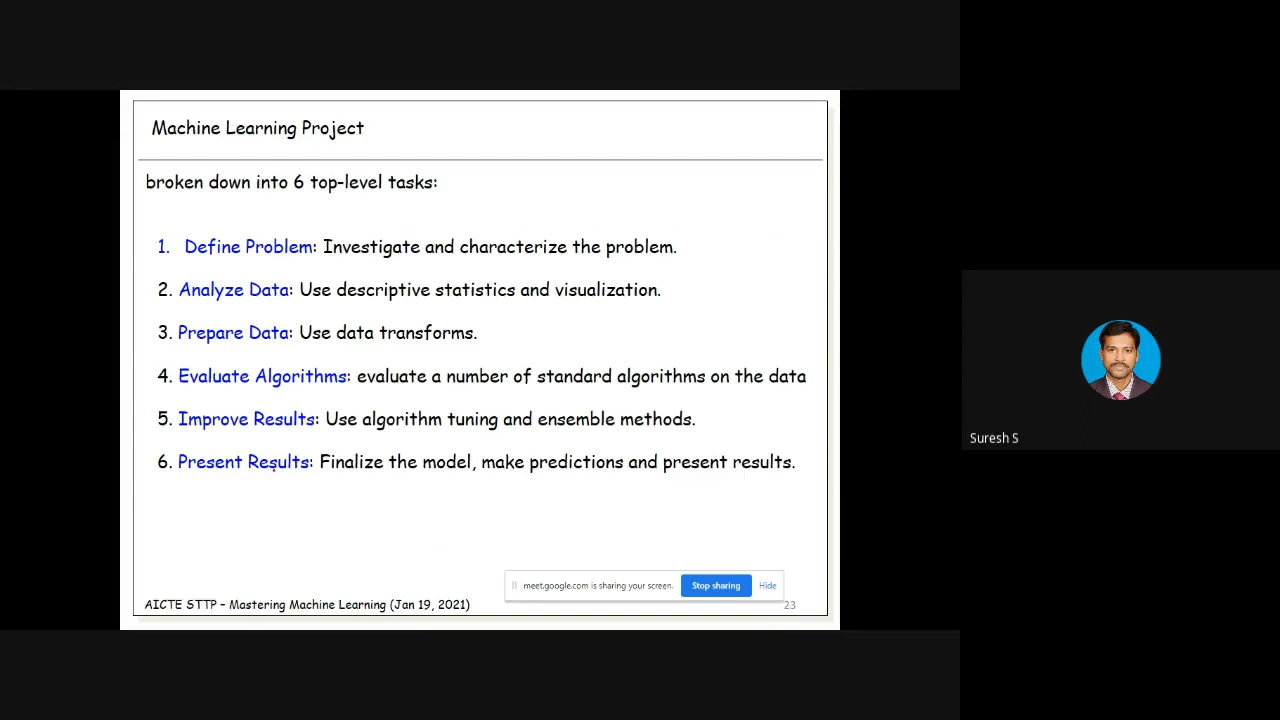 Machine Learning Project
broken down into 6 top-level tasks:
1. Define Problem: Investigate and characterize the problem.
2. Analyze Data: Use descriptive statistics and visualization.
3. Prepare Data: Use data transforms.
4. Evaluate Algorithms: evaluate a number of standard algorithms on the data
5. Improve Results: Use algorithm tuning and ensemble methods.
6. Present Results: Finalize the model, make predictions and present results.
meet.google.com is sharing your screen. Stop sharing Hide
AICTE STTP – Mastering Machine Learning (Jan 19, 2021) 23
Suresh S